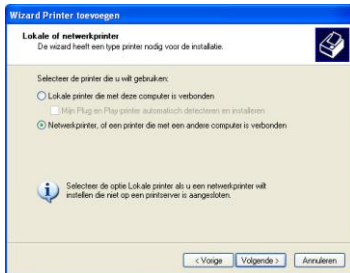 Wizard Printer toevoegen
Lokale of netwerkprinter
De wizard heeft een type printer nodig voor de installatie.
Selecteer de printer die u wilt gebruiken:
Lokale printer die met deze computer is verbonden
Mijn Plug en Play-printer automatisch detecteren en installeren
Netwerkprinter, of een printer die met een andere computer is verbonden
Selecteer de optie Lokale printer als u een netwerkprinter wilt
instellen die niet op een printserver is aangesloten.
< Vorige Volgende > Annuleren